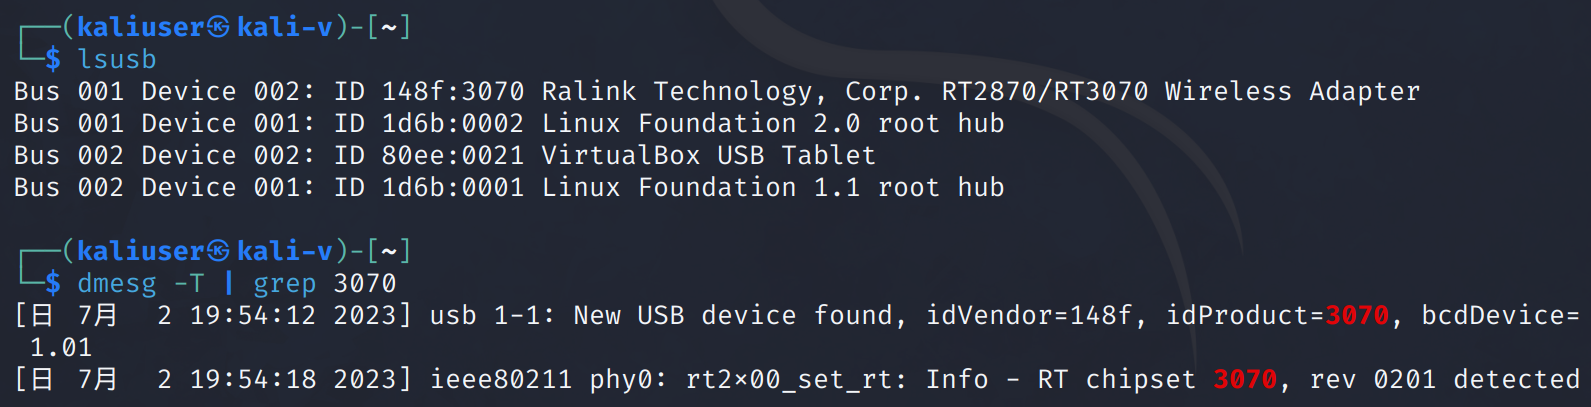 ┌──(kaliuser㉿kali-v)-[~]
└─$ lsusb
Bus 001 Device 002: ID 148f:3070 Ralink Technology, Corp. RT2870/RT3070 Wireless Adapter
Bus 001 Device 001: ID 1d6b:0002 Linux Foundation 2.0 root hub
Bus 002 Device 002: ID 80ee:0021 VirtualBox USB Tablet
Bus 002 Device 001: ID 1d6b:0001 Linux Foundation 1.1 root hub
┌──(kaliuser㉿kali-v)-[~]
└─$ dmesg -T | grep 3070
[日 7月  2 19:54:12 2023] usb 1-1: New USB device found, idVendor=148f, idProduct=3070, bcdDevice=
 1.01
[日 7月  2 19:54:18 2023] ieee80211 phy0: rt2x00_set_rt: Info - RT chipset 3070, rev 0201 detected